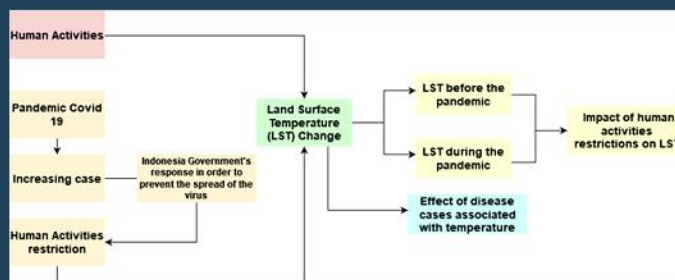 Human Activities
Pandemic Covid
19
Increasing case
Indonesia Government's
response in order to
prevent the spread of the
virus
Human Activities
restriction
Land Surface
Temperature
(LST) Change
LST before the
pandemic
LST during the
pandemic
Effect of disease
cases associated
with temperature
Impact of human
activities
restrictions on LST